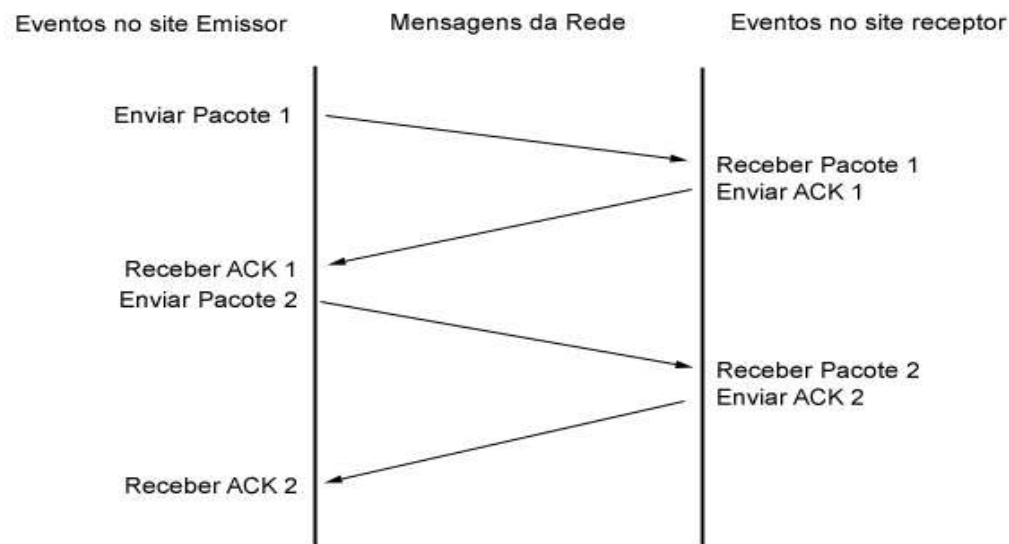 Eventos no site Emissor
Mensagens da Rede
Eventos no site receptor
Enviar Pacote 1
Receber Pacote 1
Enviar ACK 1
Receber ACK 1
Enviar Pacote 2
Receber Pacote 2
Enviar ACK 2
Receber ACK 2